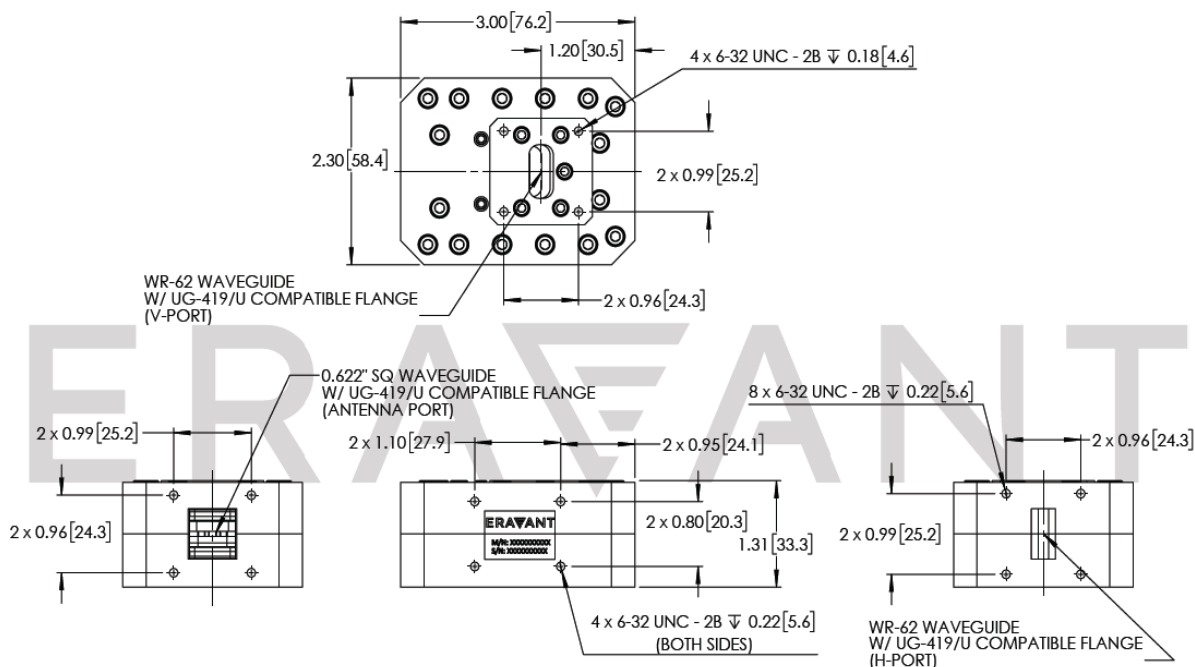 3.00[76.2]
1.20[30.5]
4 x 6-32 UNC - 2B ↧ 0.18[4.6]
2.30[58.4]
2 x 0.99[25.2]
WR-62 WAVEGUIDE
W/ UG-419/U COMPATIBLE FLANGE
(V-PORT)
2 x 0.96[24.3]
ERAVANT
0.622" SQ WAVEGUIDE
W/ UG-419/U COMPATIBLE FLANGE
(ANTENNA PORT)
8 x 6-32 UNC - 2B ↧ 0.22[5.6]
2 x 0.99[25.2]
2 x 1.10[27.9]
2 x 0.95[24.1]
2 x 0.96[24.3]
2 x 0.96[24.3]
ERAVANT
M/N: XXXXXXXXXX
S/N: XXXXXXXXXX
2 x 0.80[20.3]
1.31[33.3]
2 x 0.99[25.2]
4 x 6-32 UNC - 2B ↧ 0.22[5.6]
(BOTH SIDES)
WR-62 WAVEGUIDE
W/ UG-419/U COMPATIBLE FLANGE
(H-PORT)